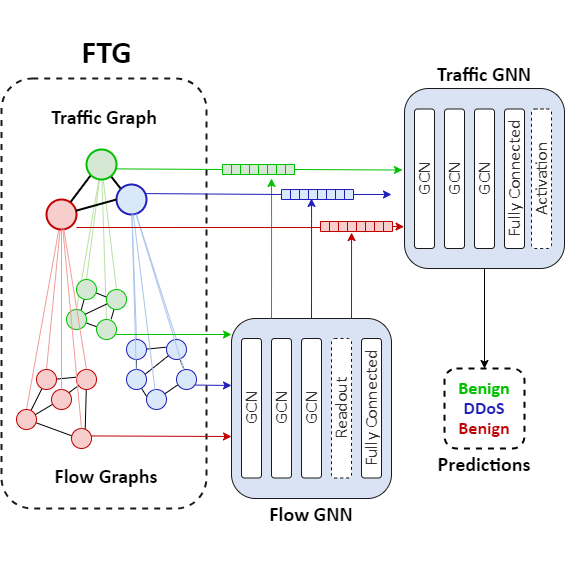 FTG
Traffic Graph
Flow Graphs
GCN
GCN
GCN
Readout
Fully Connected
Flow GNN
Traffic GNN
GCN
GCN
GCN
Fully Connected
Activation
Benign
DDoS
Benign
Predictions